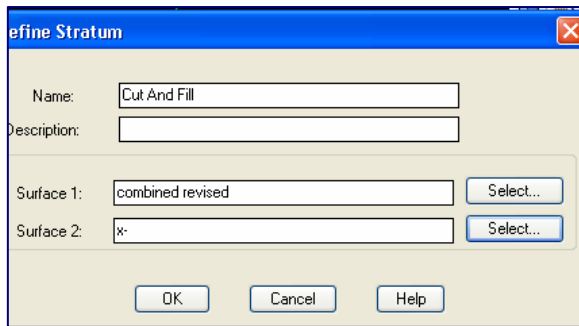 efine Stratum
Name: Cut And Fill
Description:
Surface 1: combined revised Select...
Surface 2: x- Select...
OK Cancel Help